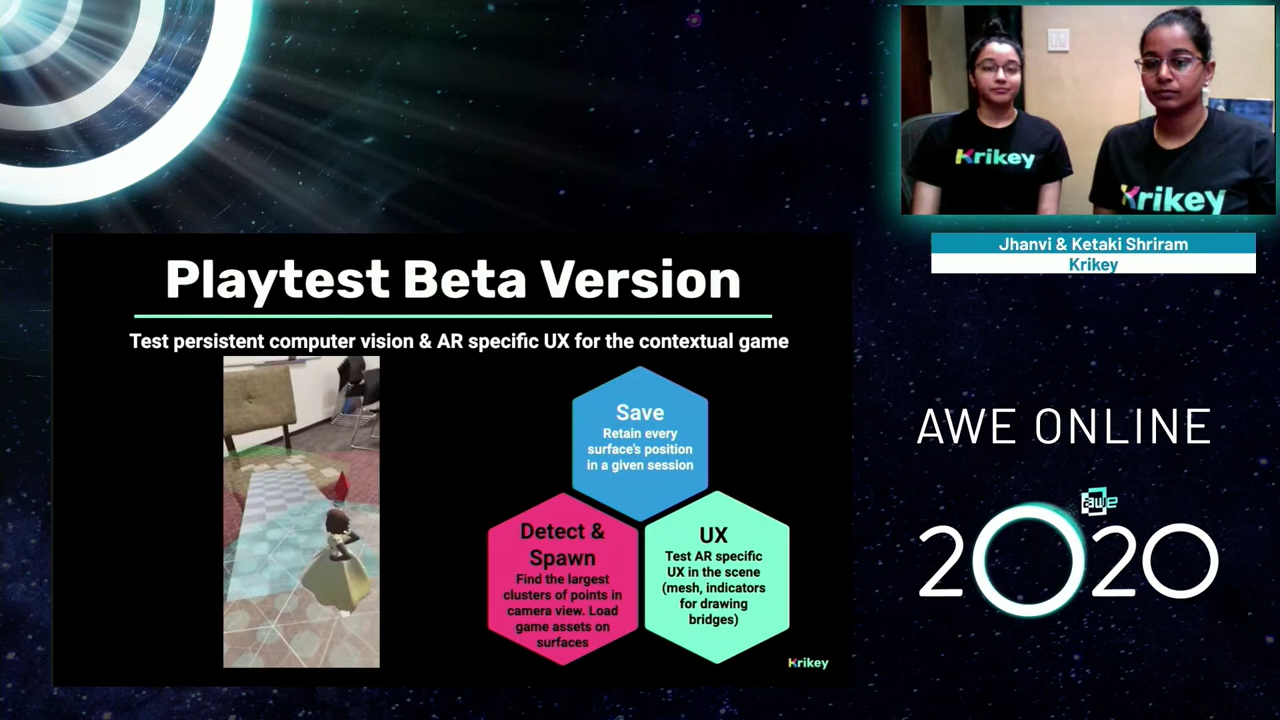 Krikey
Krikey
Jhanvi & Ketaki Shriram
Krikey
Playtest Beta Version
Test persistent computer vision & AR specific UX for the contextual game
Save
Retain every
surface's position
in a given session
Detect &
Spawn
Find the largest
clusters of points in
camera view. Load
game assets on
surfaces
UX
Test AR specific
UX in the scene
(mesh, indicators
for drawing
bridges)
Krikey
AWE ONLINE
awe
2020